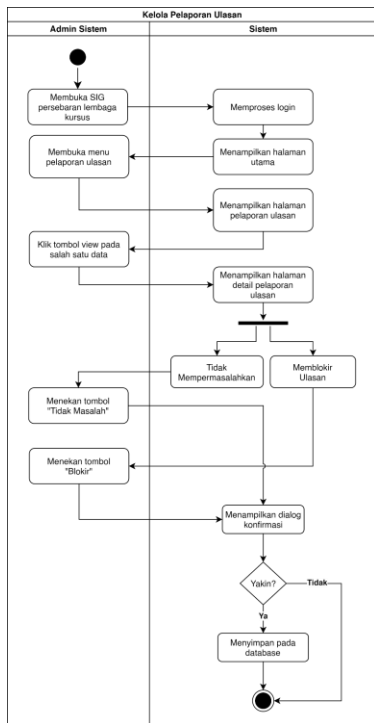 Kelola Pelaporan Ulasan
Admin Sistem
Sistem
Membuka SIG
persebaran lembaga
kursus
Memproses login
Membuka menu
pelaporan ulasan
Menampilkan halaman
utama
Menampilkan halaman
pelaporan ulasan
Klik tombol view pada
salah satu data
Menampilkan halaman
detail pelaporan
ulasan
Tidak
Mempermasalahkan
Memblokir
Ulasan
Menekan tombol
"Tidak Masalah"
Menekan tombol
"Blokir"
Menampilkan dialog
konfirmasi
Yakin?
Tidak
Ya
Menyimpan pada
database